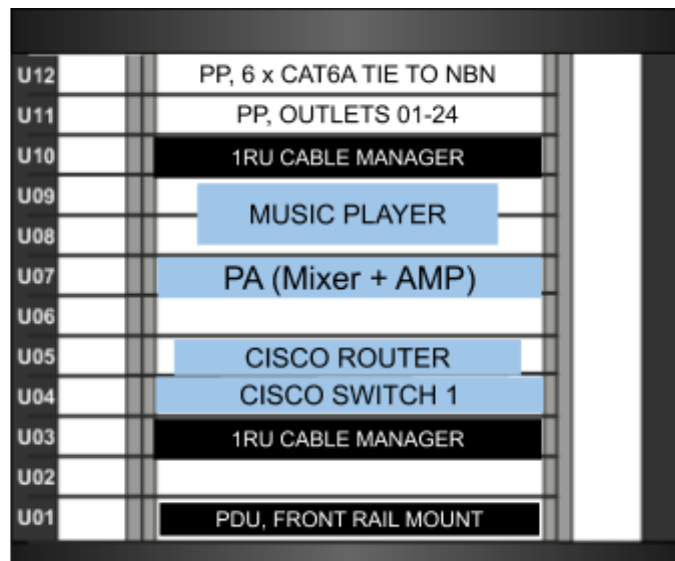 U12 PP, 6 x CAT6A TIE TO NBN
U11 PP, OUTLETS 01-24
U10 1RU CABLE MANAGER
U09
MUSIC PLAYER
U08
U07 PA (Mixer + AMP)
U06
U05 CISCO ROUTER
U04 CISCO SWITCH 1
U03 1RU CABLE MANAGER
U02
U01 PDU, FRONT RAIL MOUNT